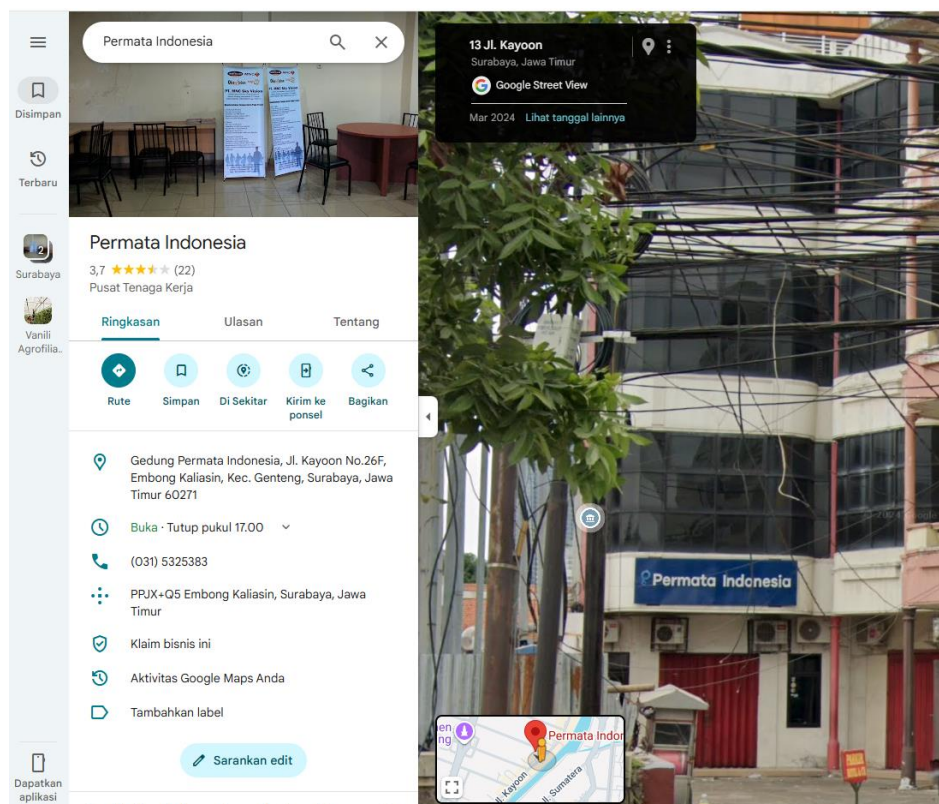 Permata Indonesia
Disimpan
Terbaru
2
Surabaya
Vanili
Agrofilia..
Permata Indonesia
3,7 (22)
Pusat Tenaga Kerja
Ringkasan Ulasan Tentang
Rute Simpan Di Sekitar Kirim ke ponsel Bagikan
Gedung Permata Indonesia, Jl. Kayoon No.26F,
Embong Kaliasin, Kec. Genteng, Surabaya, Jawa
Timur 60271
Buka · Tutup pukul 17.00
(031) 5325383
PPJX+Q5 Embong Kaliasin, Surabaya, Jawa
Timur
Klaim bisnis ini
Aktivitas Google Maps Anda
Tambahkan label
Sarankan edit
Dapatkan
aplikasi
13 Jl. Kayoon
Surabaya, Jawa Timur
Google Street View
Mar 2024 Lihat tanggal lainnya
Permata Indonesia
Permata Indor
Jl. Kayoon
Jl. Sumatera